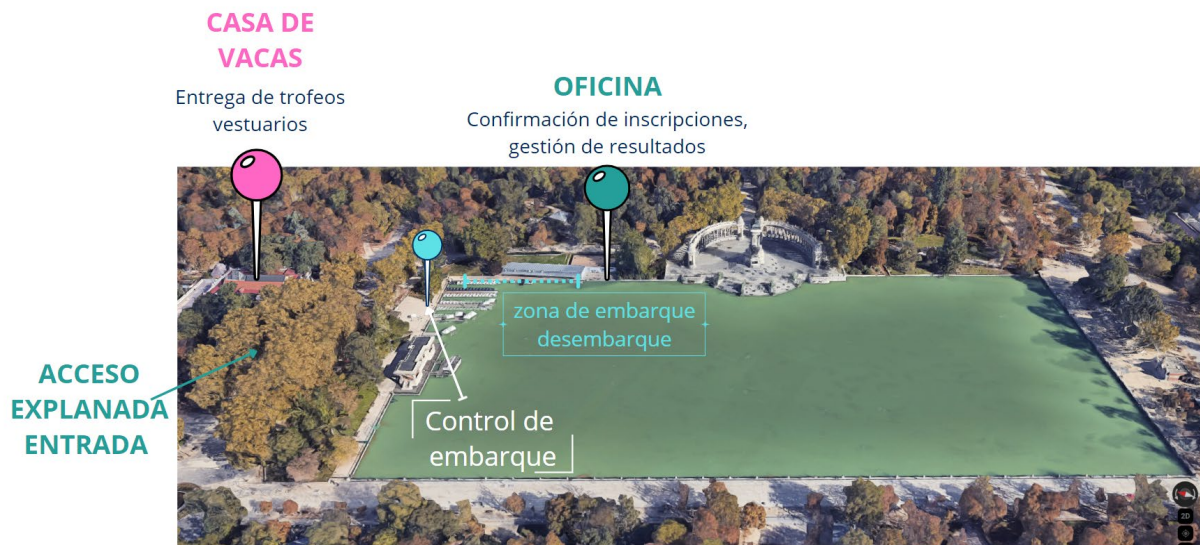 CASA DE
VACAS
Entrega de trofeos
vestuarios
OFICINA
Confirmación de inscripciones,
gestión de resultados
zona de embarque
desembarque
ACCESO
EXPLANADA
ENTRADA
Control de
embarque
2D